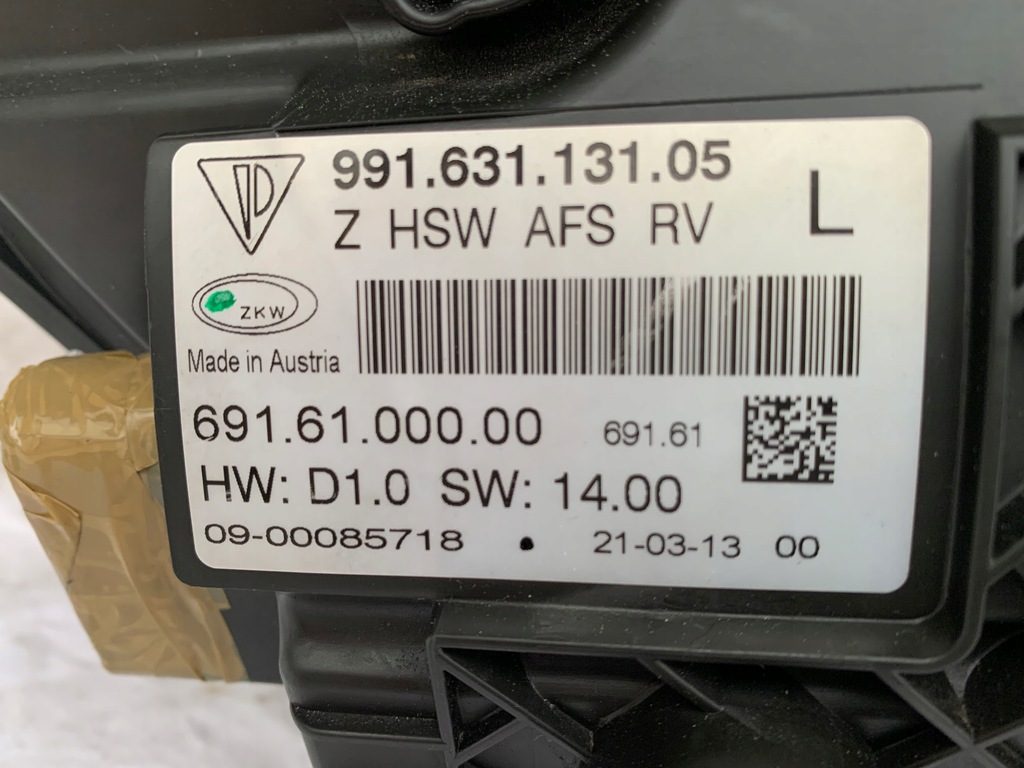 991.631.131.05
Z HSW AFS RV L
ZKW
Made in Austria
691.61.000.00 691.61
HW: D1.0 SW: 14.00
09-00085718 • 21-03-13 00